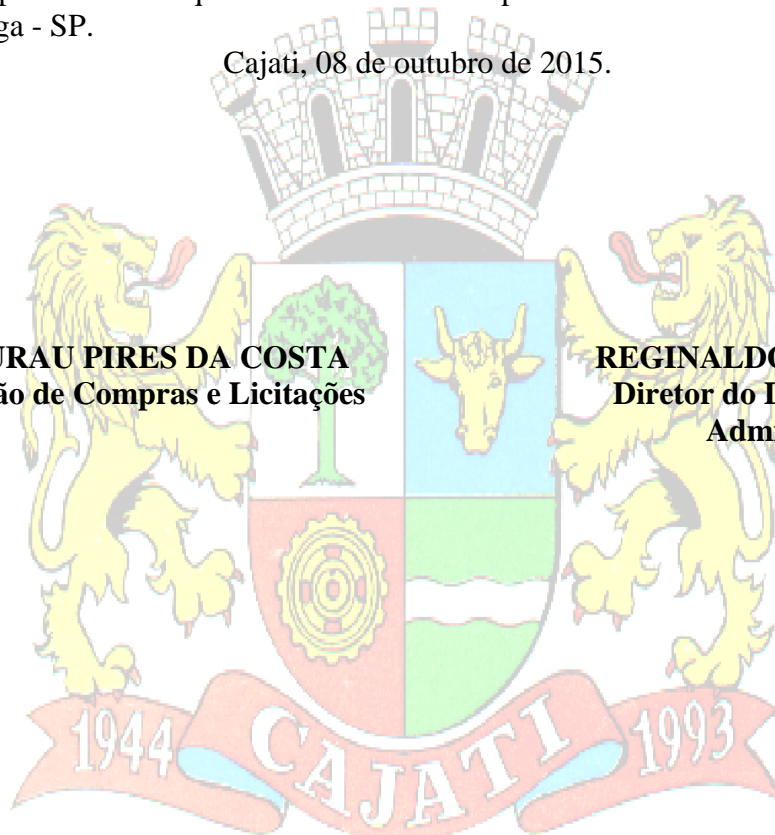 ga - SP.
Cajati, 08 de outubro de 2015.
URAU PIRES DA COSTA
REGINALDO
ão de Compras e Licitações
Diretor do
Admi
1944
CAJATI
1993